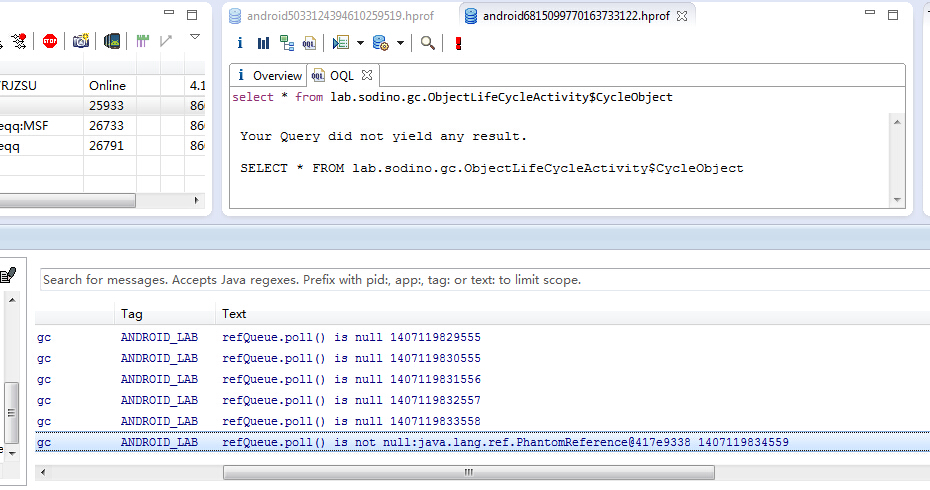 android5033124394610259519.hprof
android6815099770163733122.hprof
RJZSU Online 4.1
25933 86
eqq:MSF 26733 86
eqq 26791 86
i OQL
i Overview OQL
select * from lab.sodino.gc.ObjectLifeCycleActivity$CycleObject
Your Query did not yield any result.
SELECT * FROM lab.sodino.gc.ObjectLifeCycleActivity$CycleObject
Search for messages. Accepts Java regexes. Prefix with pid:, app:, tag: or text: to limit scope.
Tag Text
gc ANDROID_LAB refQueue.poll() is null 1407119829555
gc ANDROID_LAB refQueue.poll() is null 1407119830555
gc ANDROID_LAB refQueue.poll() is null 1407119831556
gc ANDROID_LAB refQueue.poll() is null 1407119832557
gc ANDROID_LAB refQueue.poll() is null 1407119833558
gc ANDROID_LAB refQueue.poll() is not null:java.lang.ref.PhantomReference@417e9338 1407119834559